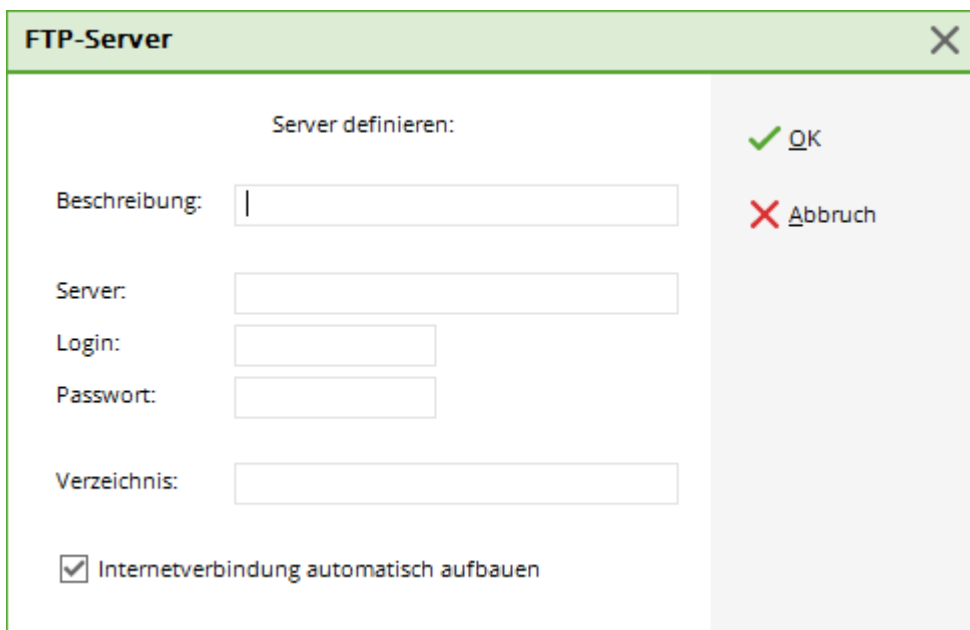 FTP-Server
Server definieren:
OK
Beschreibung:
Abbruch
Server:
Login:
Passwort:
Verzeichnis:
Internetverbindung automatisch aufbauen